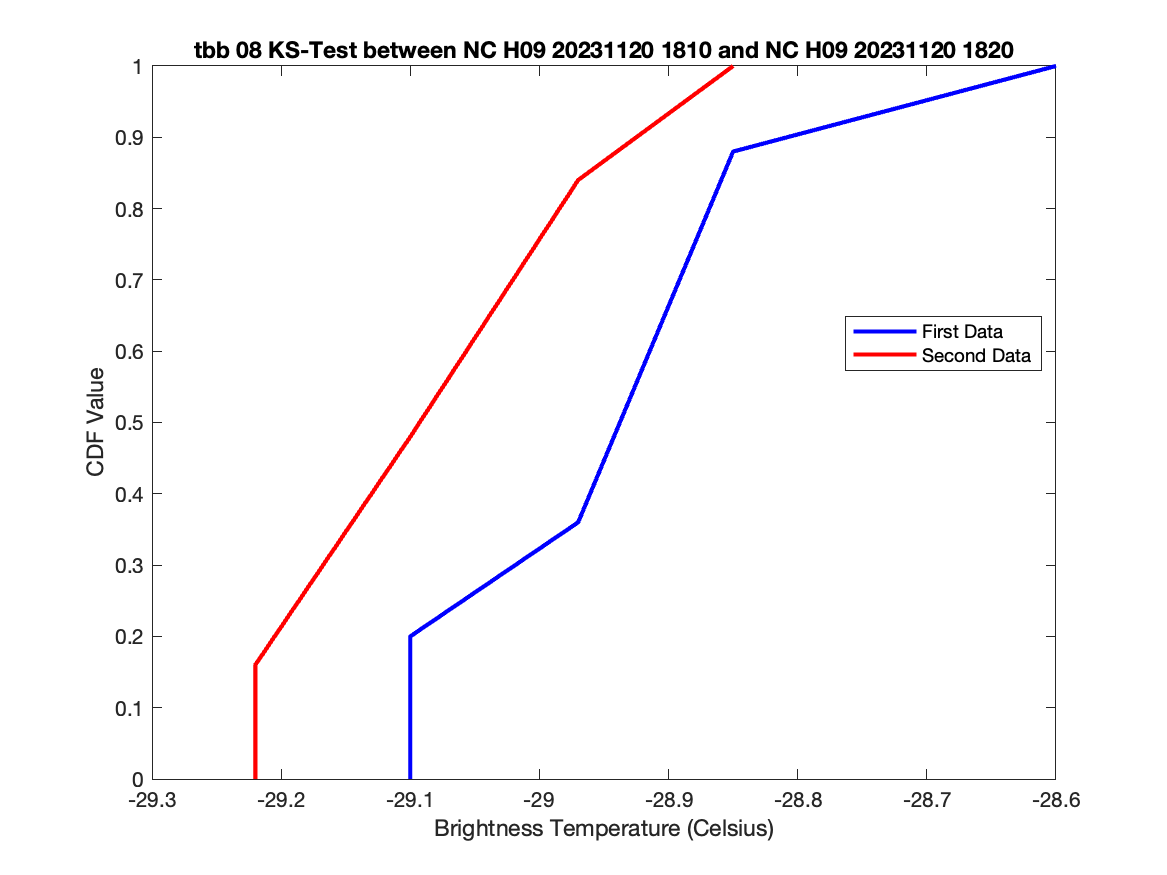 tbb 08 KS-Test between NC H09 20231120 1810 and NC H09 20231120 1820
1
0.9
0.8
0.7
0.6
0.5
0.4
0.3
0.2
0.1
0
CDF Value
First Data
Second Data
-29.3 -29.2 -29.1 -29 -28.9 -28.8 -28.7 -28.6
Brightness Temperature (Celsius)